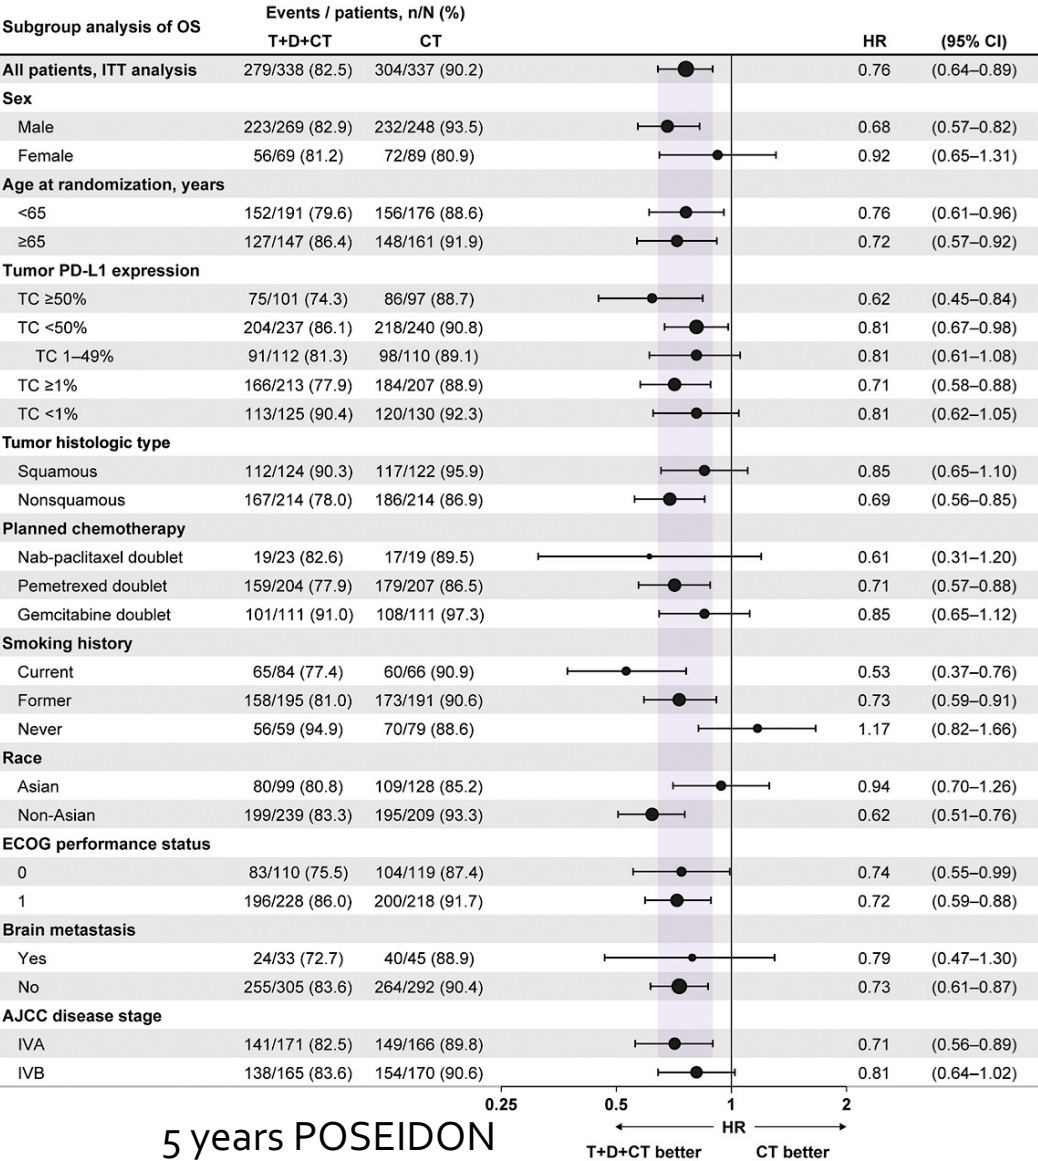 Events / patients, n/N (%)
Subgroup analysis of OS T+D+CT CT HR (95% CI)
All patients, ITT analysis 279/338 (82.5) 304/337 (90.2) 0.76 (0.64–0.89)
Sex
Male 223/269 (82.9) 232/248 (93.5) 0.68 (0.57–0.82)
Female 56/69 (81.2) 72/89 (80.9) 0.92 (0.65–1.31)
Age at randomization, years
<65 152/191 (79.6) 156/176 (88.6) 0.76 (0.61–0.96)
≥65 127/147 (86.4) 148/161 (91.9) 0.72 (0.57–0.92)
Tumor PD-L1 expression
TC ≥50% 75/101 (74.3) 86/97 (88.7) 0.62 (0.45–0.84)
TC <50% 204/237 (86.1) 218/240 (90.8) 0.81 (0.67–0.98)
TC 1–49% 91/112 (81.3) 98/110 (89.1) 0.81 (0.61–1.08)
TC ≥1% 166/213 (77.9) 184/207 (88.9) 0.71 (0.58–0.88)
TC <1% 113/125 (90.4) 120/130 (92.3) 0.81 (0.62–1.05)
Tumor histologic type
Squamous 112/124 (90.3) 117/122 (95.9) 0.85 (0.65–1.10)
Nonsquamous 167/214 (78.0) 186/214 (86.9) 0.69 (0.56–0.85)
Planned chemotherapy
Nab-paclitaxel doublet 19/23 (82.6) 17/19 (89.5) 0.61 (0.31–1.20)
Pemetrexed doublet 159/204 (77.9) 179/207 (86.5) 0.71 (0.57–0.88)
Gemcitabine doublet 101/111 (91.0) 108/111 (97.3) 0.85 (0.65–1.12)
Smoking history
Current 65/84 (77.4) 60/66 (90.9) 0.53 (0.37–0.76)
Former 158/195 (81.0) 173/191 (90.6) 0.73 (0.59–0.91)
Never 56/59 (94.9) 70/79 (88.6) 1.17 (0.82–1.66)
Race
Asian 80/99 (80.8) 109/128 (85.2) 0.94 (0.70–1.26)
Non-Asian 199/239 (83.3) 195/209 (93.3) 0.62 (0.51–0.76)
ECOG performance status
0 83/110 (75.5) 104/119 (87.4) 0.74 (0.55–0.99)
1 196/228 (86.0) 200/218 (91.7) 0.72 (0.59–0.88)
Brain metastasis
Yes 24/33 (72.7) 40/45 (88.9) 0.79 (0.47–1.30)
No 255/305 (83.6) 264/292 (90.4) 0.73 (0.61–0.87)
AJCC disease stage
IVA 141/171 (82.5) 149/166 (89.8) 0.71 (0.56–0.89)
IVB 138/165 (83.6) 154/170 (90.6) 0.81 (0.64–1.02)
0.25 0.5 1 2
HR
T+D+CT better CT better
5 years POSEIDON